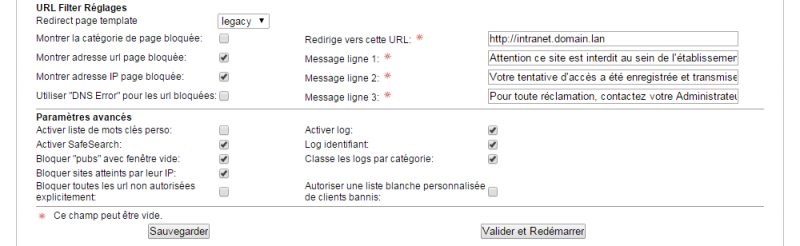 URL Filter Réglages
Redirect page template legacy
Montrer la catégorie de page bloquée: Redirige vers cette URL: http://intranet.domain.lan
Montrer adresse url page bloquée: Message ligne 1: Attention ce site est interdit au sein de l'établissemer
Montrer adresse IP page bloquée: Message ligne 2: Votre tentative d'accés a été enregistrée et transmise
Utiliser "DNS Error" pour les url bloquées: Message ligne 3: Pour toute réclamation, contactez votre Administrateu
Paramètres avancés
Activer liste de mots clés perso: Activer log:
Activer SafeSearch: Log identifiant:
Bloquer "pubs" avec fenêtre vide: Classe les logs par catégorie:
Bloquer sites atteints par leur IP:
Bloquer toutes les url non autorisées explicitement: Autoriser une liste blanche personnalisée de clients bannis:
Ce champ peut être vide.
Sauvegarder Valider et Redémarrer